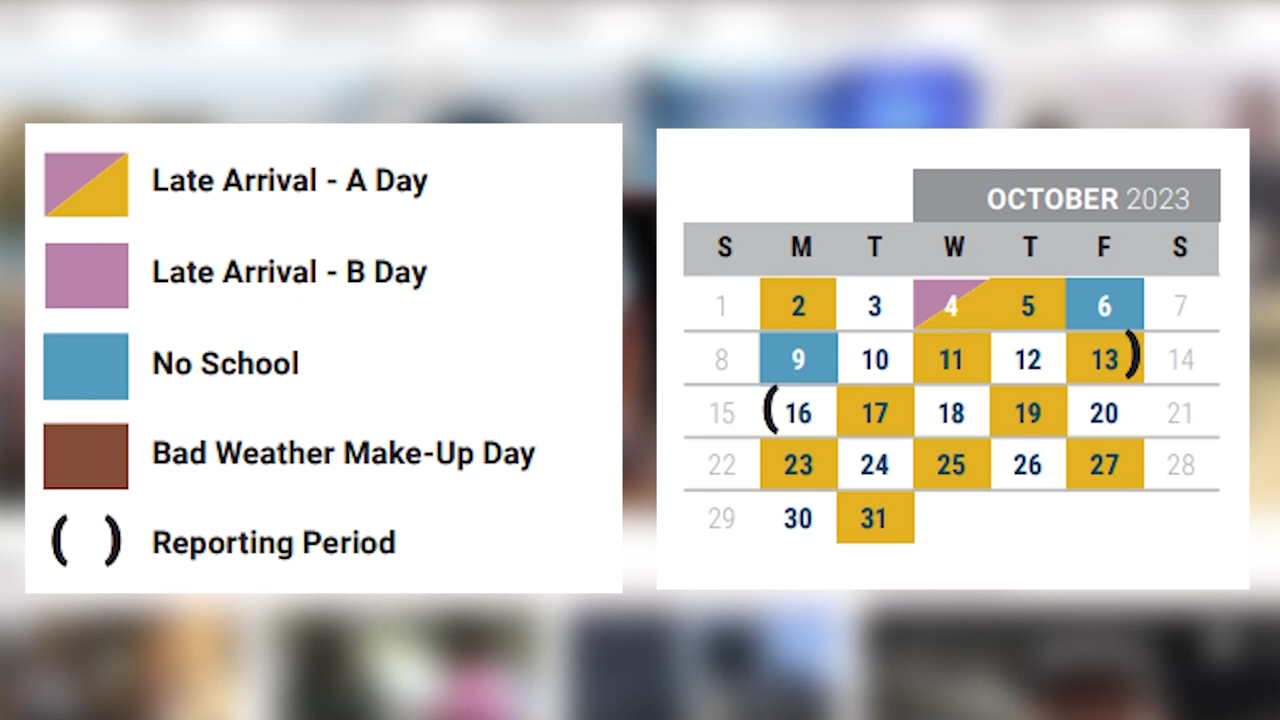 Late Arrival - A Day
Late Arrival - B Day
No School
Bad Weather Make-Up Day
( ) Reporting Period
OCTOBER 2023
S M T W T F S
1 2 3 4 5 6 7
8 9 10 11 12 13) 14
15 (16 17 18 19 20 21
22 23 24 25 26 27 28
29 30 31